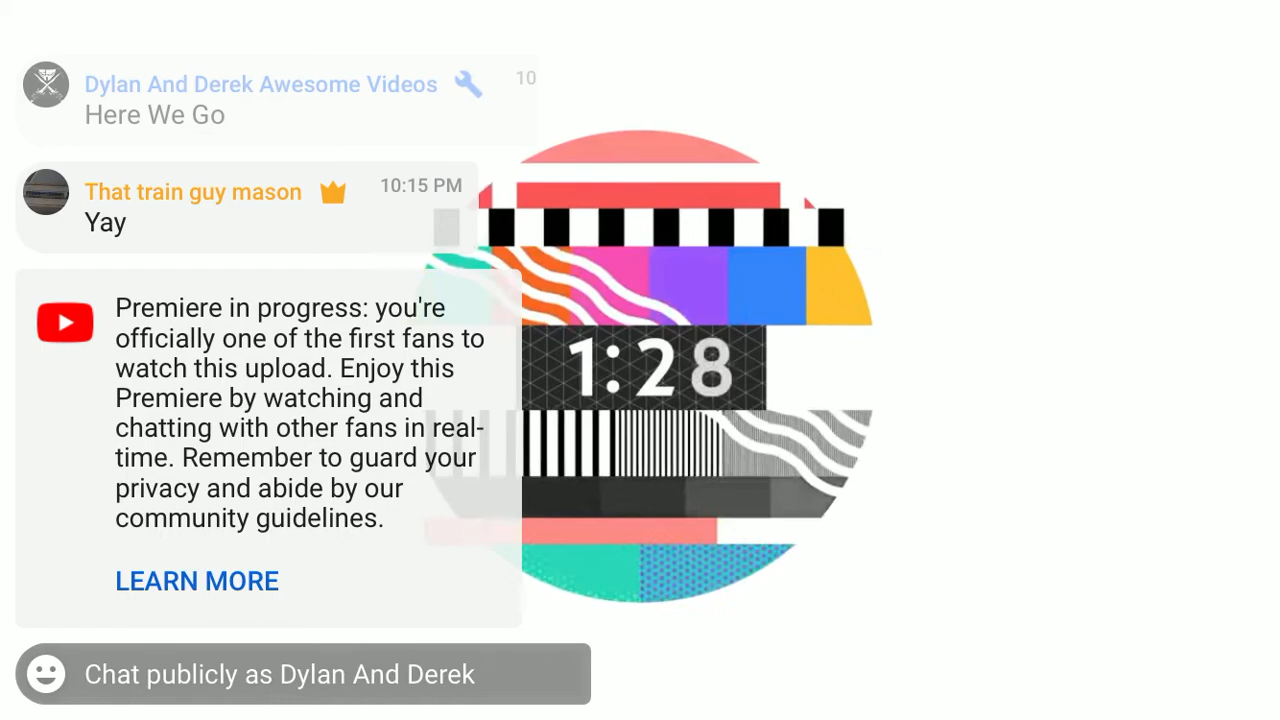 Dylan And Derek Awesome Videos 10
Here We Go
That train guy mason 10:15 PM
Yay
Premiere in progress: you're
officially one of the first fans to
watch this upload. Enjoy this
Premiere by watching and
chatting with other fans in real-
time. Remember to guard your
privacy and abide by our
community guidelines.
LEARN MORE
1:28
Chat publicly as Dylan And Derek